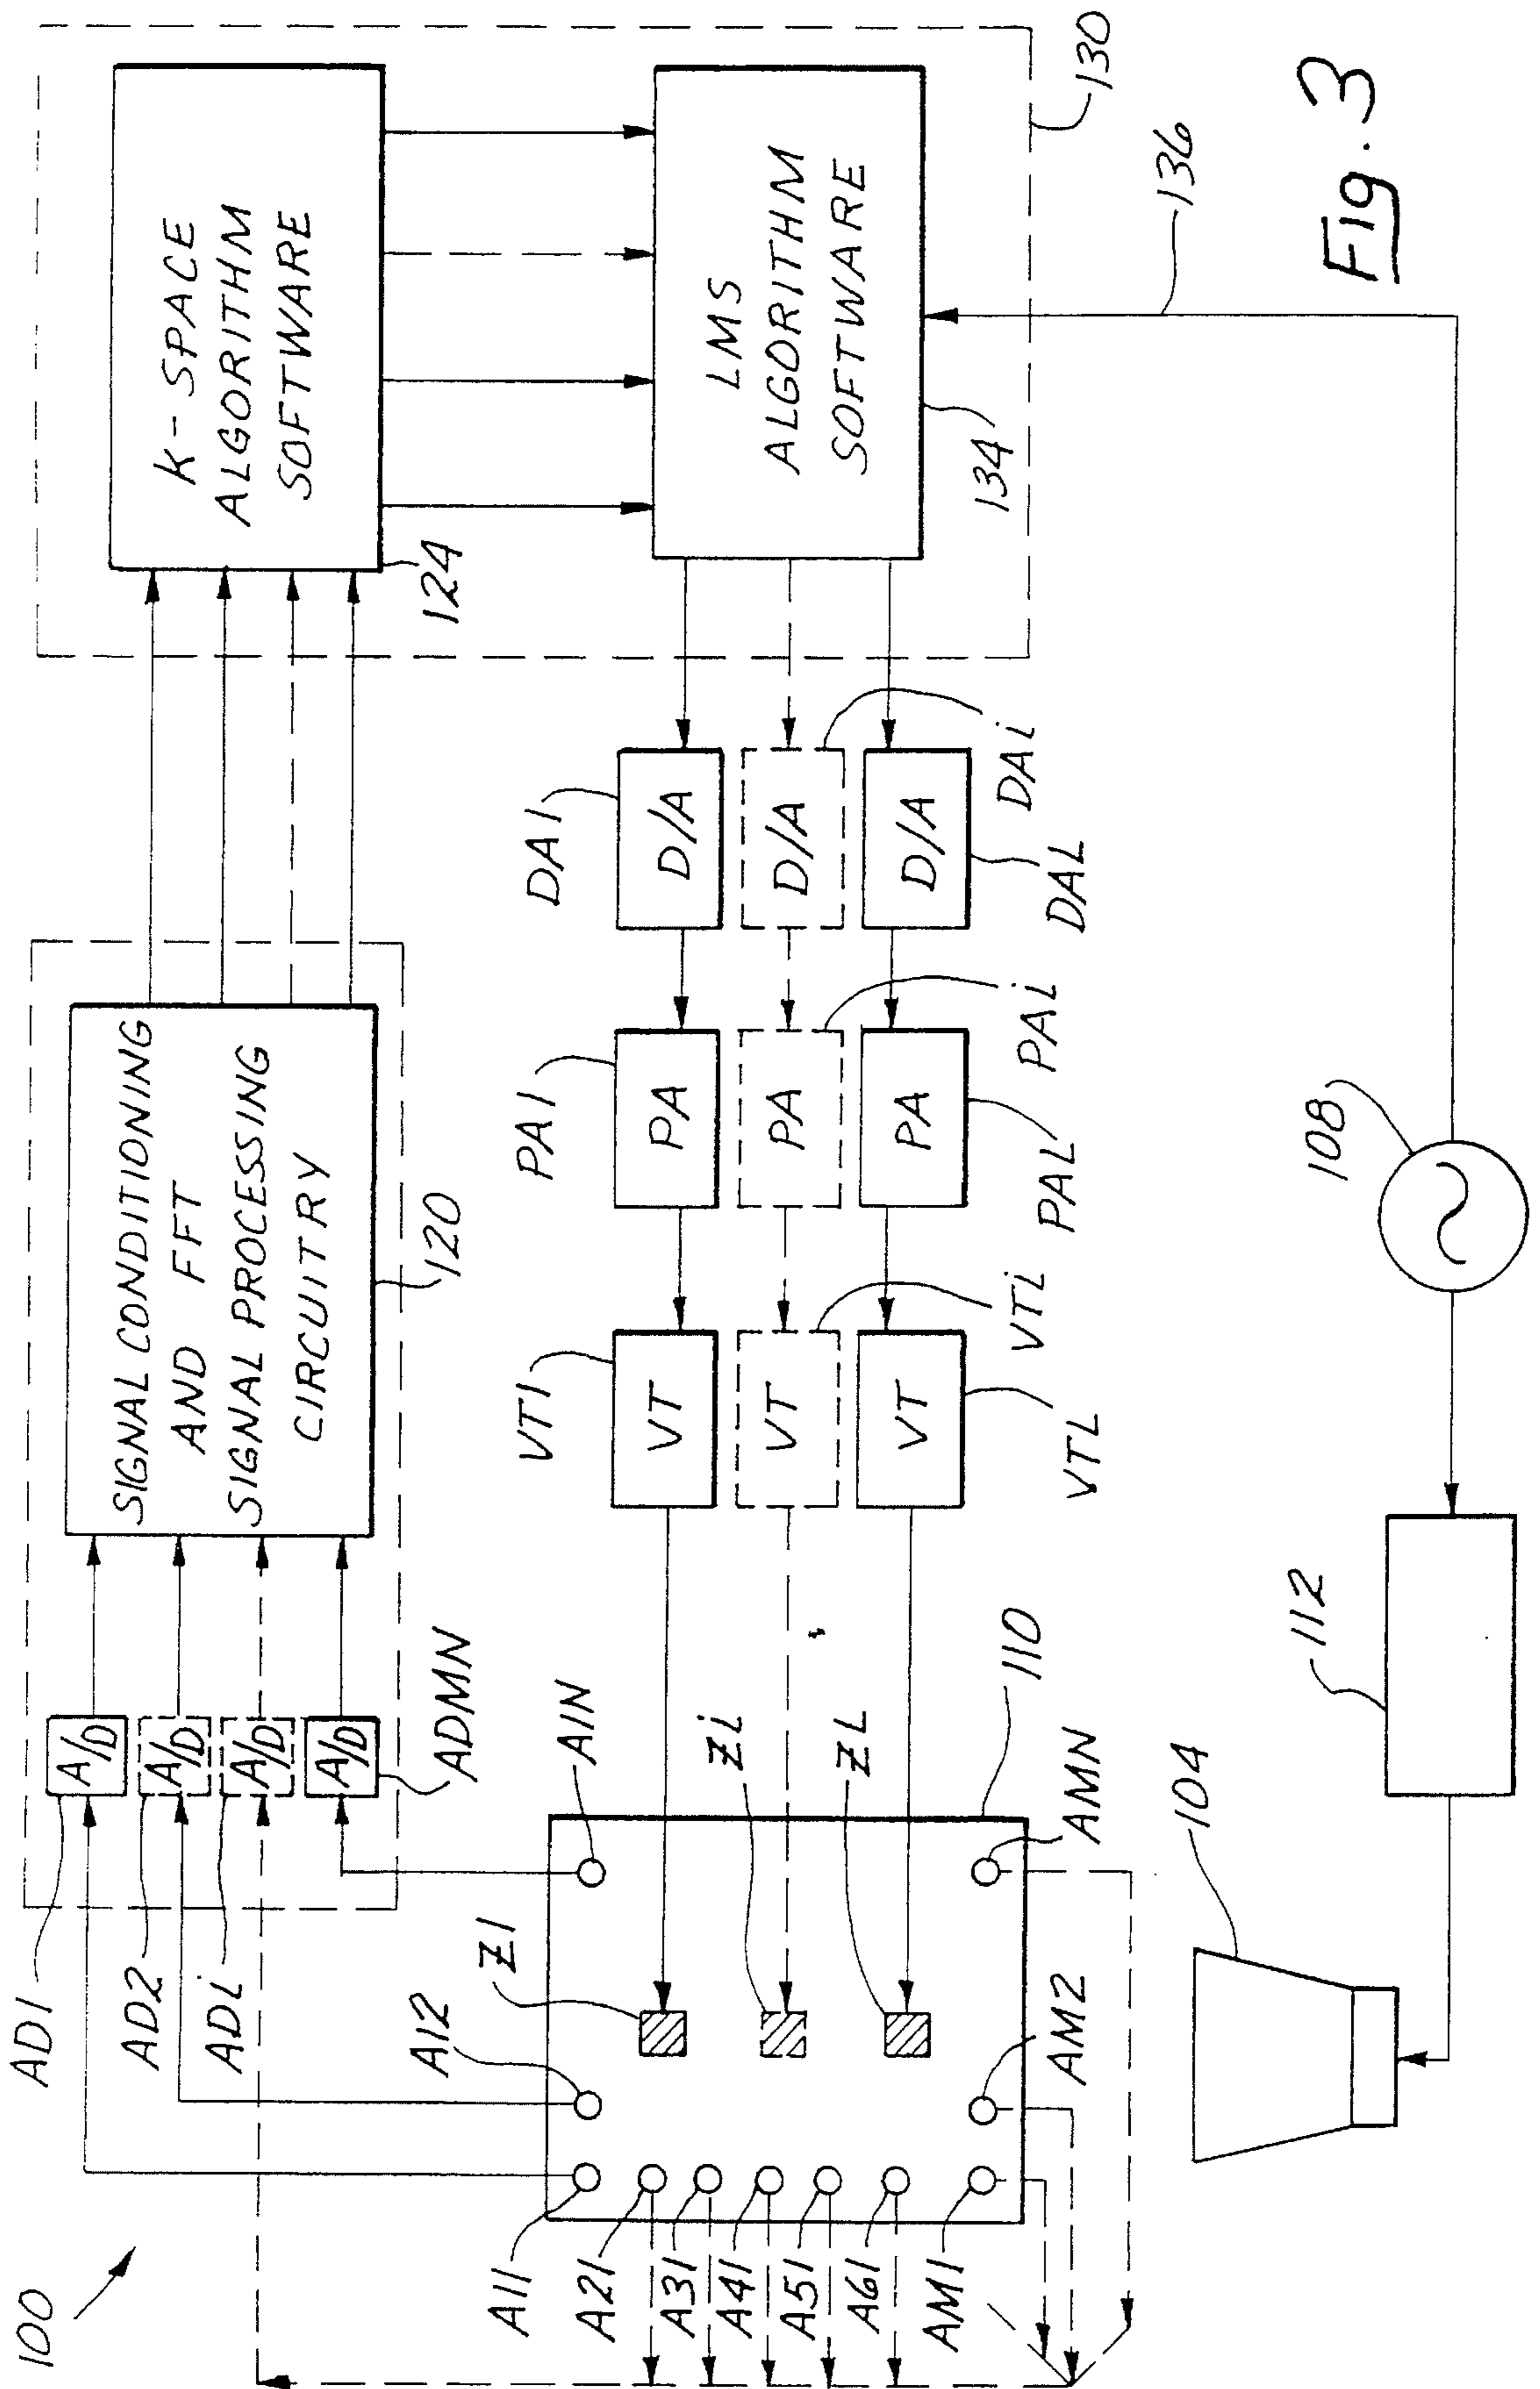 100
AD1
AD2
ADi
A/D
A/D
A/D
A/D
ADMN
SIGNAL CONDITIONING
AND FFT
SIGNAL PROCESSING
CIRCUITRY
120
K-SPACE
ALGORITHM
SOFTWARE
124
LMS
ALGORITHM
SOFTWARE
134
130
136
DA1
D/A
D/A
D/A
DAi
DAL
PA1
PA
PA
PA
PAi
PAL
VT1
VT
VT
VT
VTi
VTL
A11
A12
A1N
A21
A31
A41
A51
A61
AM1
AM2
AMN
Z1
Zi
ZL
110
104
112
108
Fig. 3